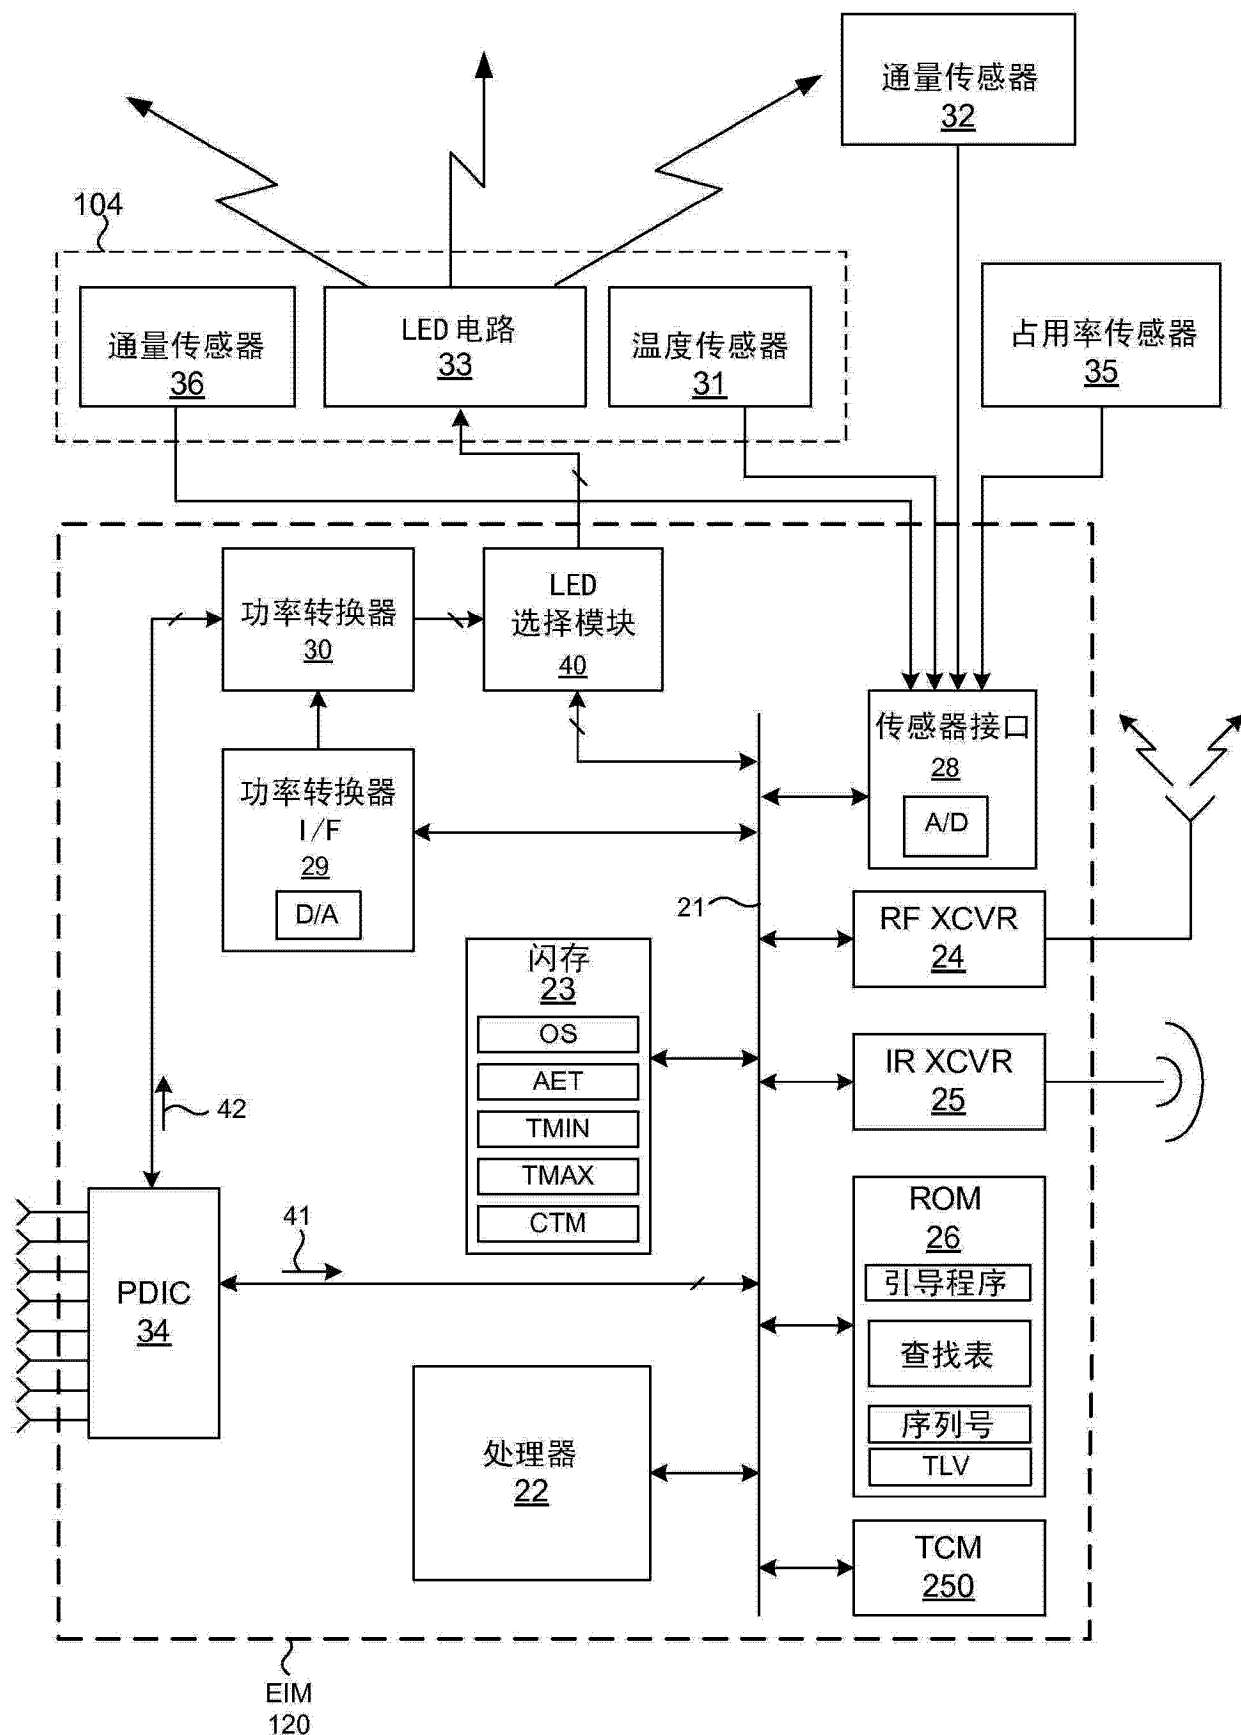 通量传感器
32
104
通量传感器
36
LED 电路
33
温度传感器
31
占用率传感器
35
功率转换器
30
LED
选择模块
40
功率转换器
I/F
29
D/A
传感器接口
28
A/D
21
RF XCVR
24
闪存
23
OS
AET
TMIN
TMAX
CTM
IR XCVR
25
42
41
PDIC
34
ROM
26
引导程序
查找表
序列号
TLV
处理器
22
TCM
250
EIM
120